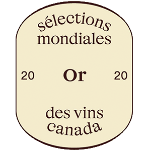 sélections
mondiales
20 Or 20
des vins
canada